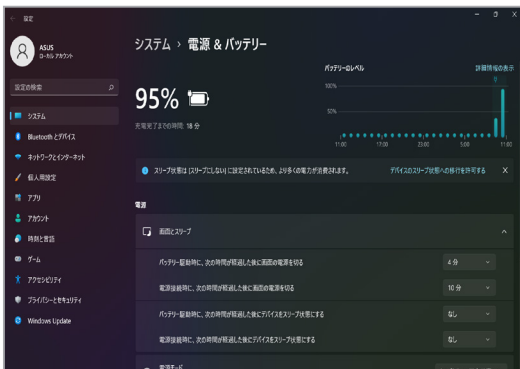 設定
ASUS
ローカル アカウント
設定の検索
システム
Bluetooth とデバイス
ネットワークとインターネット
個人用設定
アプリ
アカウント
時刻と言語
ゲーム
アクセシビリティ
プライバシーとセキュリティ
Windows Update
システム › 電源 & バッテリー
95%
充電完了までの時間: 18 分
バッテリーのレベル
詳細情報の表示
100%
50%
11:00 17:00 23:00 5:00 11:00
スリープ状態は [スリープにしない] に設定されているため、より多くの電力が消費されます。
デバイスのスリープ状態への移行を許可する
電源
画面とスリープ
バッテリー駆動時に、次の時間が経過した後に画面の電源を切る
4 分
電源接続時に、次の時間が経過した後に画面の電源を切る
10 分
バッテリー駆動時に、次の時間が経過した後にデバイスをスリープ状態にする
なし
電源接続時に、次の時間が経過した後にデバイスをスリープ状態にする
なし
電源モード